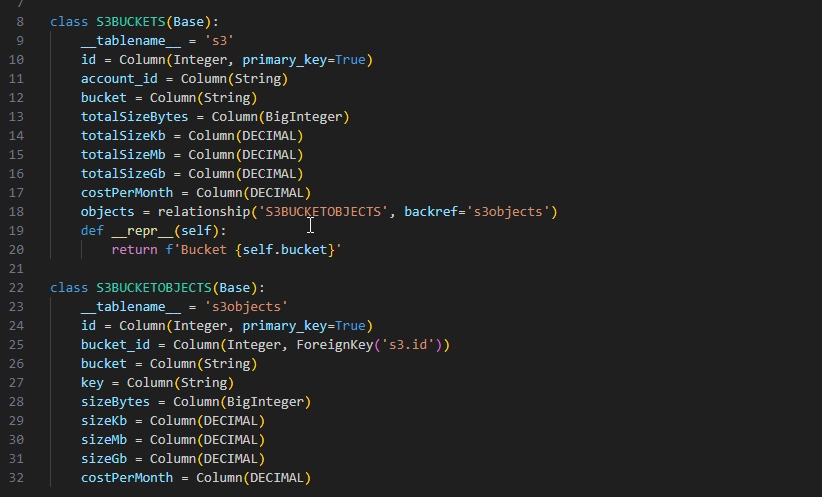 7
8 class S3BUCKETS(Base):
9     __tablename__ = 's3'
10     id = Column(Integer, primary_key=True)
11     account_id = Column(String)
12     bucket = Column(String)
13     totalSizeBytes = Column(BigInteger)
14     totalSizeKb = Column(DECIMAL)
15     totalSizeMb = Column(DECIMAL)
16     totalSizeGb = Column(DECIMAL)
17     costPerMonth = Column(DECIMAL)
18     objects = relationship('S3BUCKETOBJECTS', backref='s3objects')
19     def __repr__(self):
20         return f'Bucket {self.bucket}'
21
22 class S3BUCKETOBJECTS(Base):
23     __tablename__ = 's3objects'
24     id = Column(Integer, primary_key=True)
25     bucket_id = Column(Integer, ForeignKey('s3.id'))
26     bucket = Column(String)
27     key = Column(String)
28     sizeBytes = Column(BigInteger)
29     sizeKb = Column(DECIMAL)
30     sizeMb = Column(DECIMAL)
31     sizeGb = Column(DECIMAL)
32     costPerMonth = Column(DECIMAL)